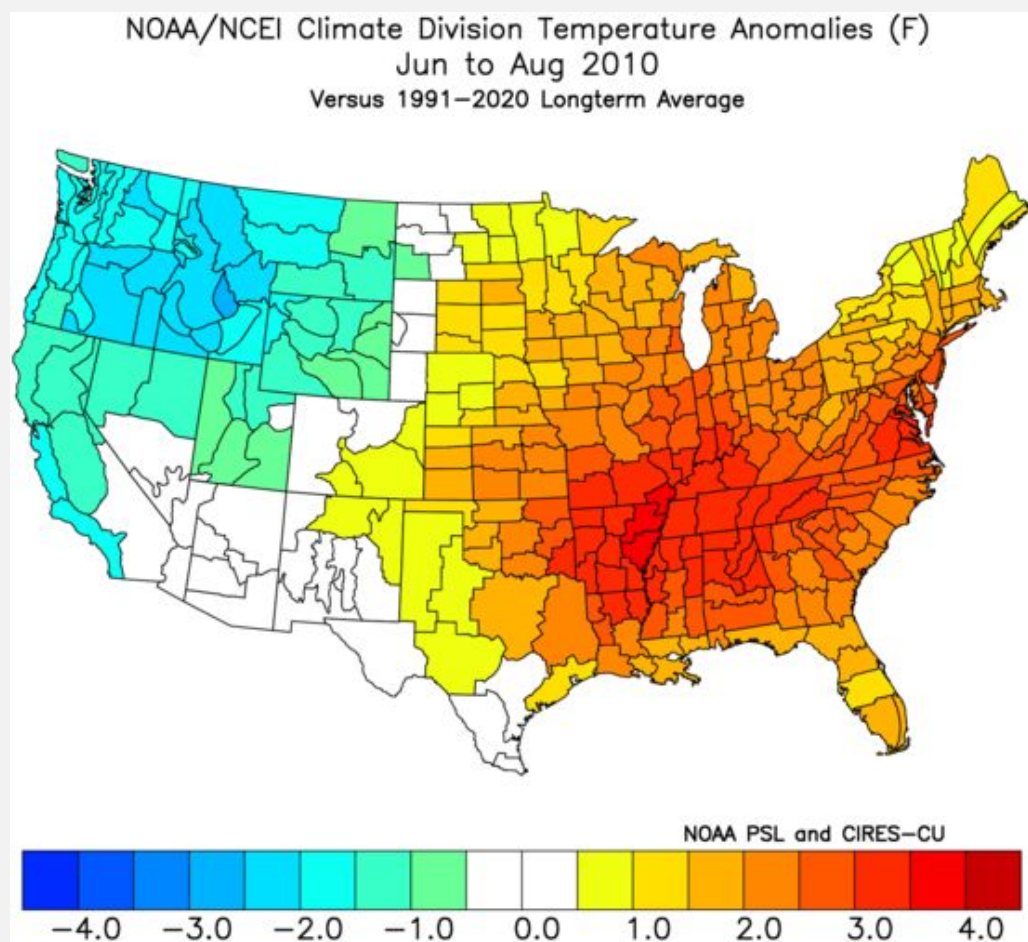 NOAA/NCEI Climate Division Temperature Anomalies (F)
Jun to Aug 2010
Versus 1991−2020 Longterm Average
NOAA PSL and CIRES−CU
−4.0 −3.0 −2.0 −1.0 0.0 1.0 2.0 3.0 4.0